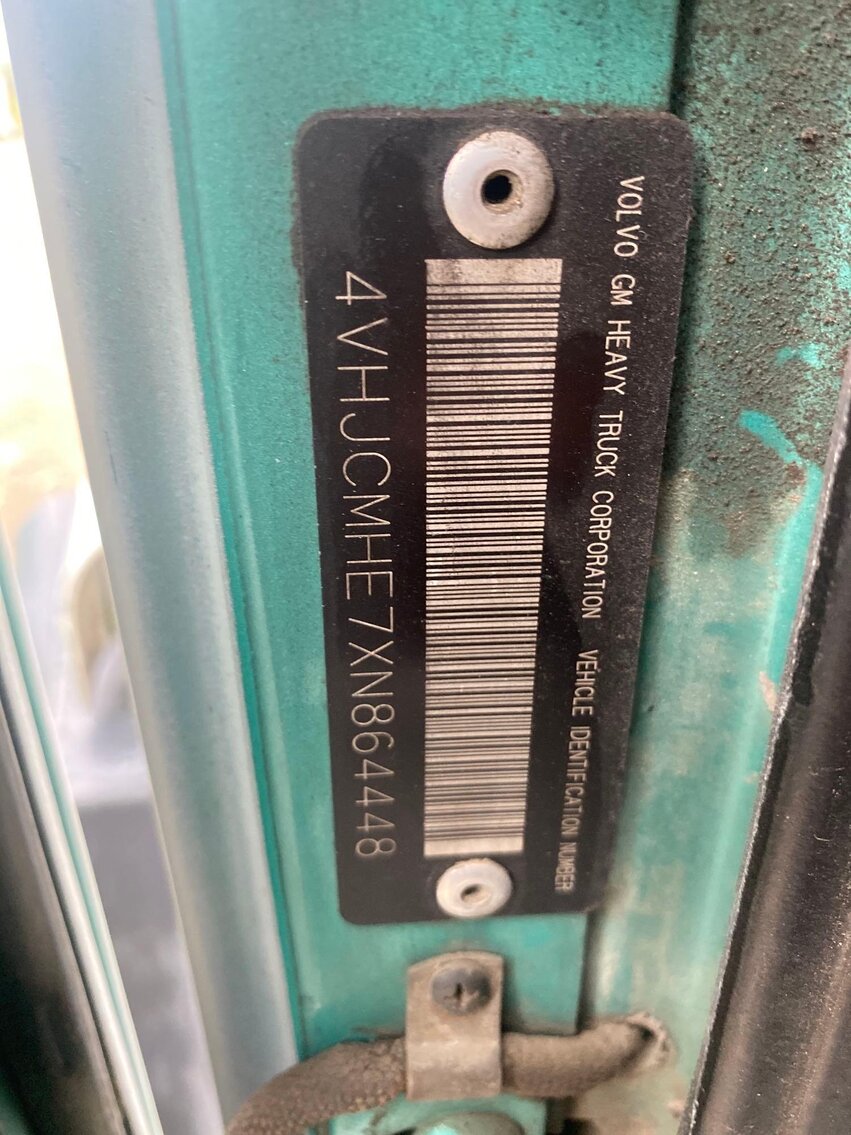 VOLVO GM HEAVY TRUCK CORPORATION VEHICLE IDENTIFICATION NUMBER
4VHJCMHE7XN864448